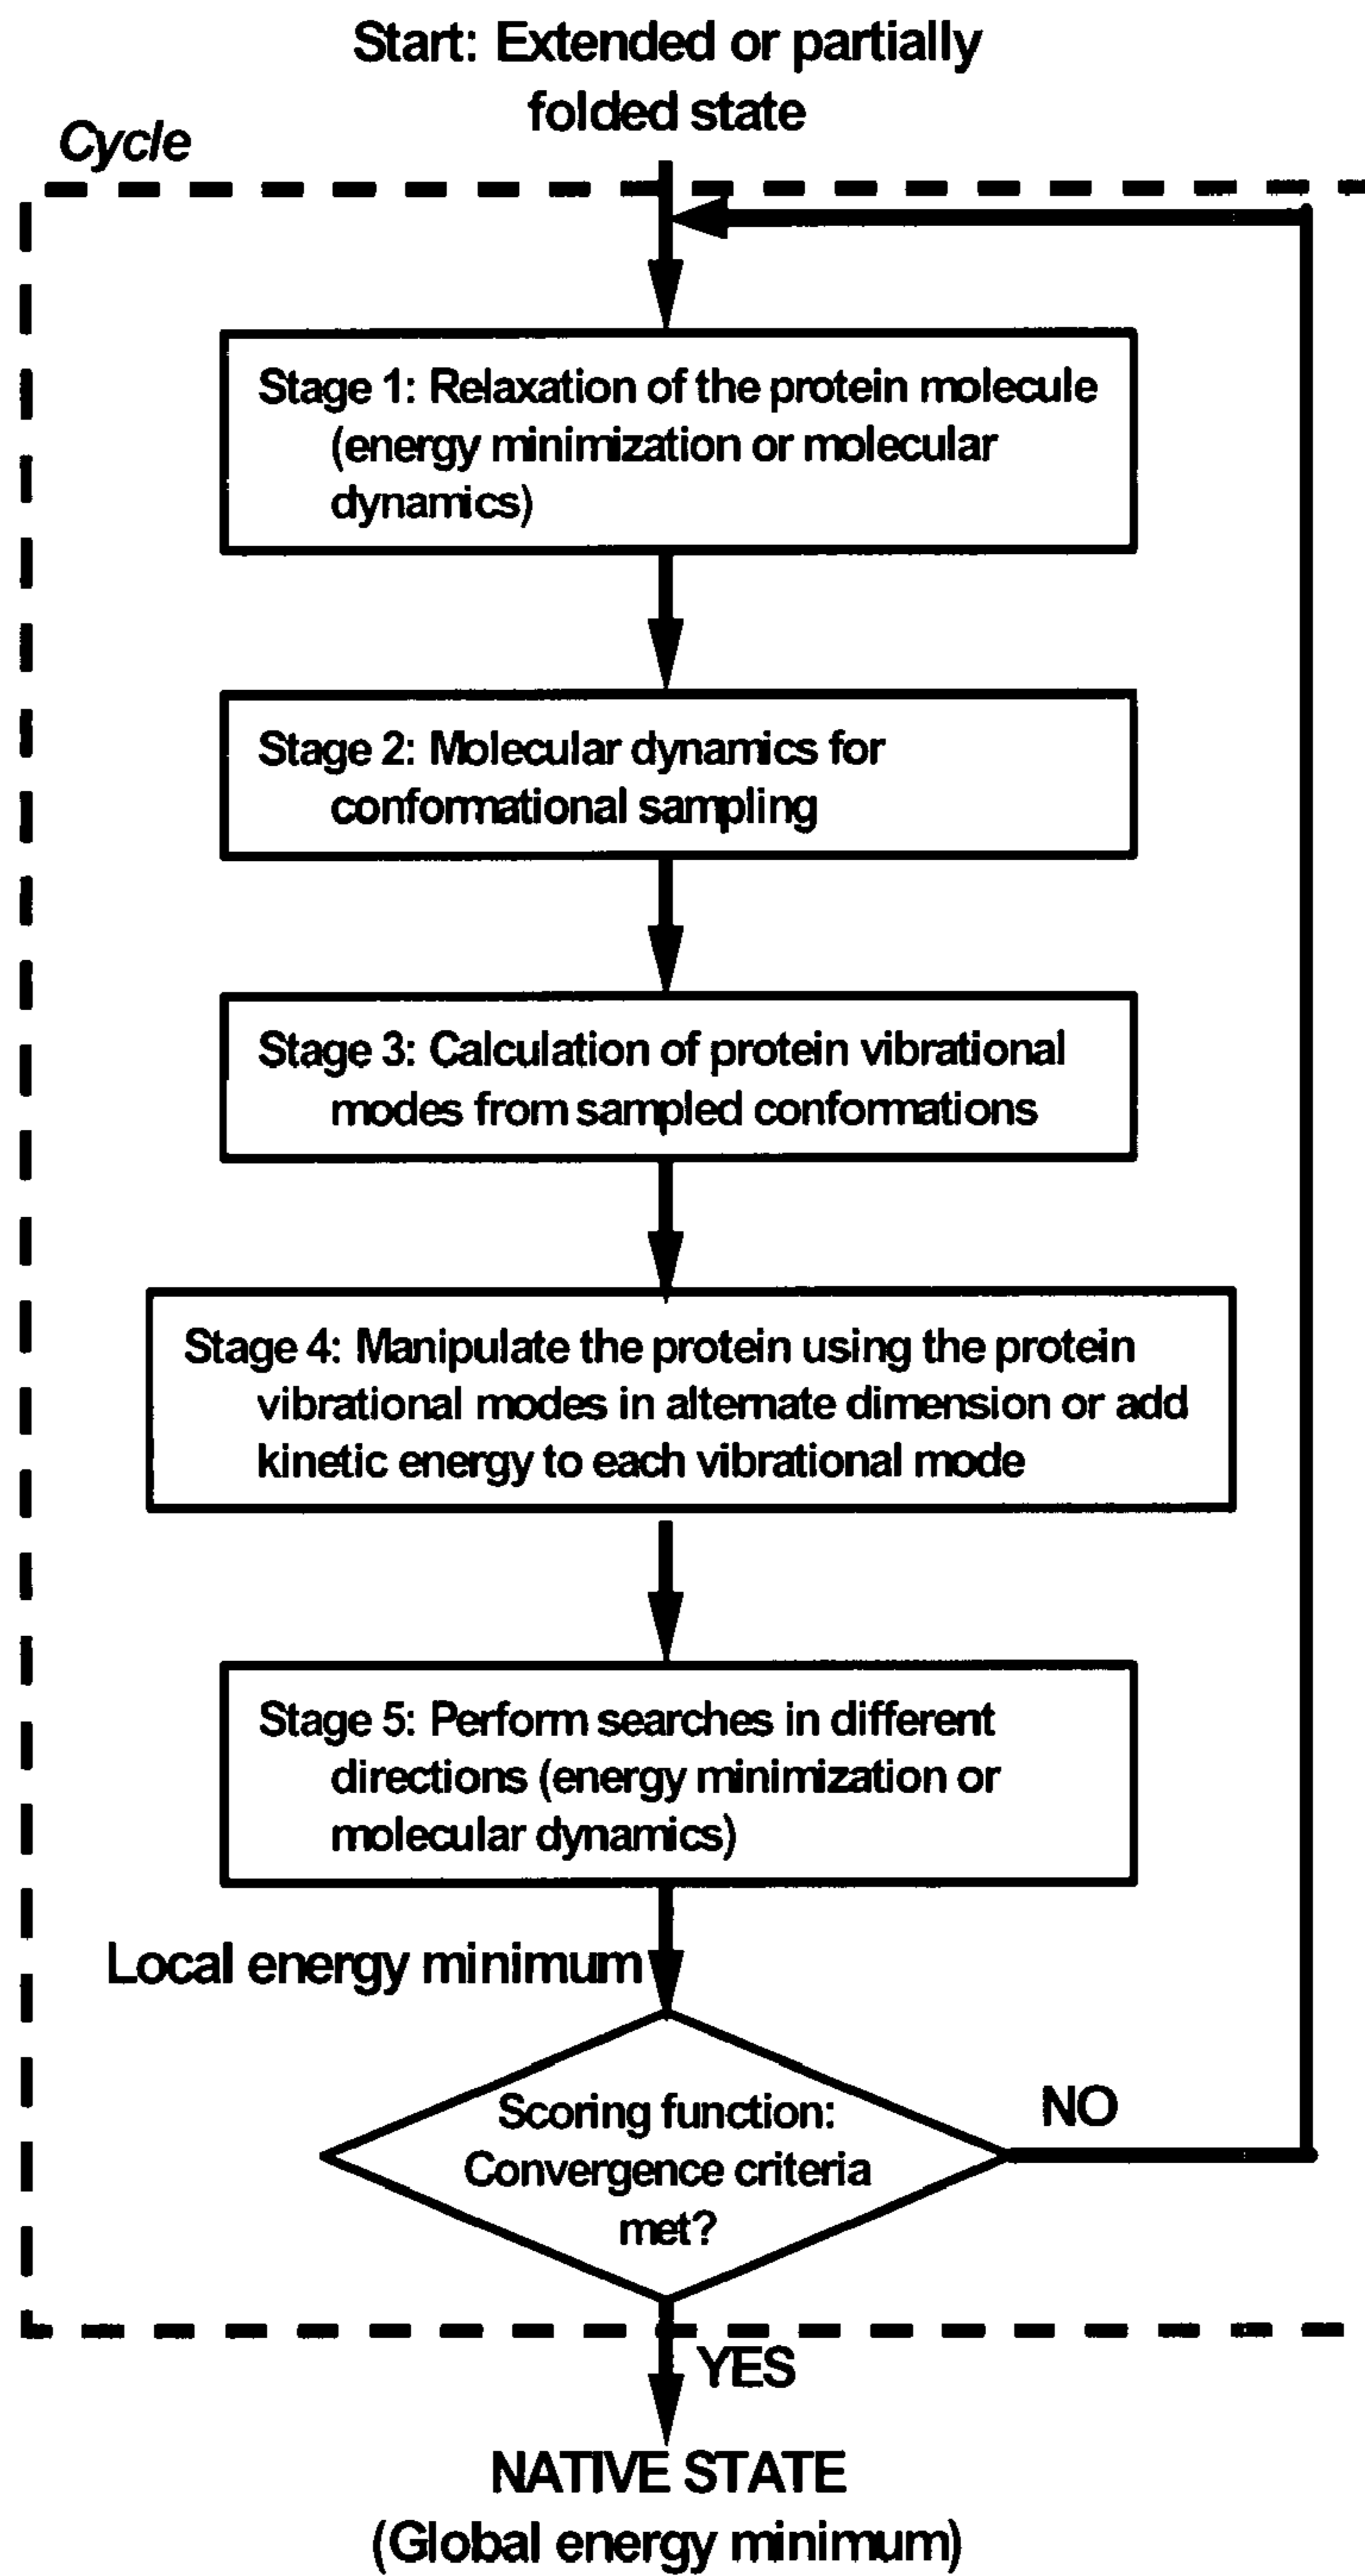 Start: Extended or partially
folded state
Cycle
Stage 1: Relaxation of the protein molecule
(energy minimization or molecular
dynamics)
Stage 2: Molecular dynamics for
conformational sampling
Stage 3: Calculation of protein vibrational
modes from sampled conformations
Stage 4: Manipulate the protein using the protein
vibrational modes in alternate dimension or add
kinetic energy to each vibrational mode
Stage 5: Perform searches in different
directions (energy minimization or
molecular dynamics)
Local energy minimum
Scoring function:
Convergence criteria
met?
NO
YES
NATIVE STATE
(Global energy minimum)